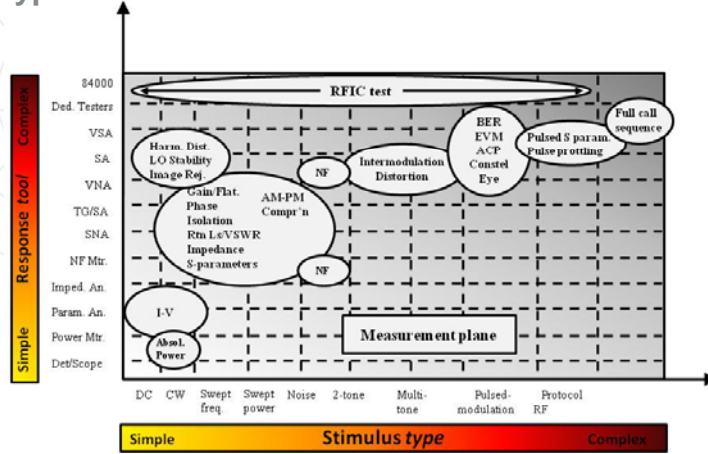 84000
RFIC test
Ded. Testers
Full call
sequence
BER
EVM
ACP
Constel
Eye
VSA
Pulsed S param.
Pulse prottling
Harm. Dist.
LO Stability
Image Rej.
SA
NF
Intermodulation
Distortion
VNA
Gain/Flat.
Phase
Isolation
Rtn Ls/VSWR
Impedance
S-parameters
AM-PM
Compr'n
TG/SA
SNA
NF Mtr.
NF
Imped. An.
Param. An.
I-V
Power Mtr.
Absol.
Power
Measurement plane
Det/Scope
Complex
Response tool
Simple
DC
CW
Swept
freq.
Swept
power
Noise
2-tone
Multi-
tone
Pulsed-
modulation
Protocol
RF
Simple
Stimulus type
Complex